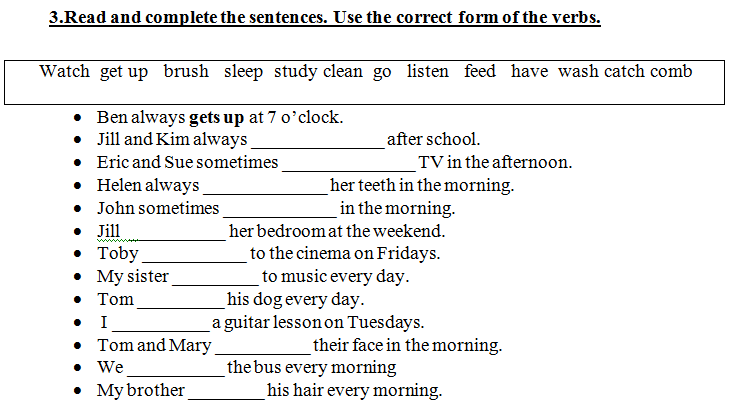 3.Read and complete the sentences. Use the correct form of the verbs.
Watch get up brush sleep study clean go listen feed have wash catch comb
• Ben always gets up at 7 o'clock.
• Jill and Kim always ________________ after school.
• Eric and Sue sometimes ________________ TV in the afternoon.
• Helen always _______________ her teeth in the morning.
• John sometimes ______________ in the morning.
• Jill _____________ her bedroom at the weekend.
• Toby ____________ to the cinema on Fridays.
• My sister __________ to music every day.
• Tom ___________ his dog every day.
• I ____________ a guitar lesson on Tuesdays.
• Tom and Mary ___________ their face in the morning.
• We ____________ the bus every morning
• My brother _________ his hair every morning.